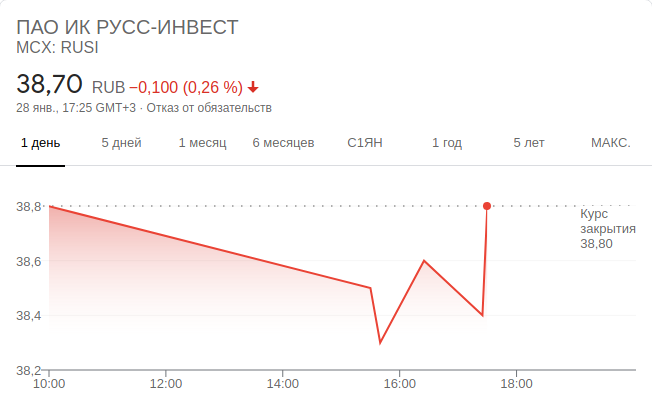 ПАО ИК РУСС-ИНВЕСТ
MCX: RUSI
38,70 RUB −0,100 (0,26 %)
28 янв., 17:25 GMT+3 · Отказ от обязательств
1 день 5 дней 1 месяц 6 месяцев С1ЯН 1 год 5 лет МАКС.
38,8
Курс
закрытия
38,80
38,6
38,4
38,2
10:00 12:00 14:00 16:00 18:00